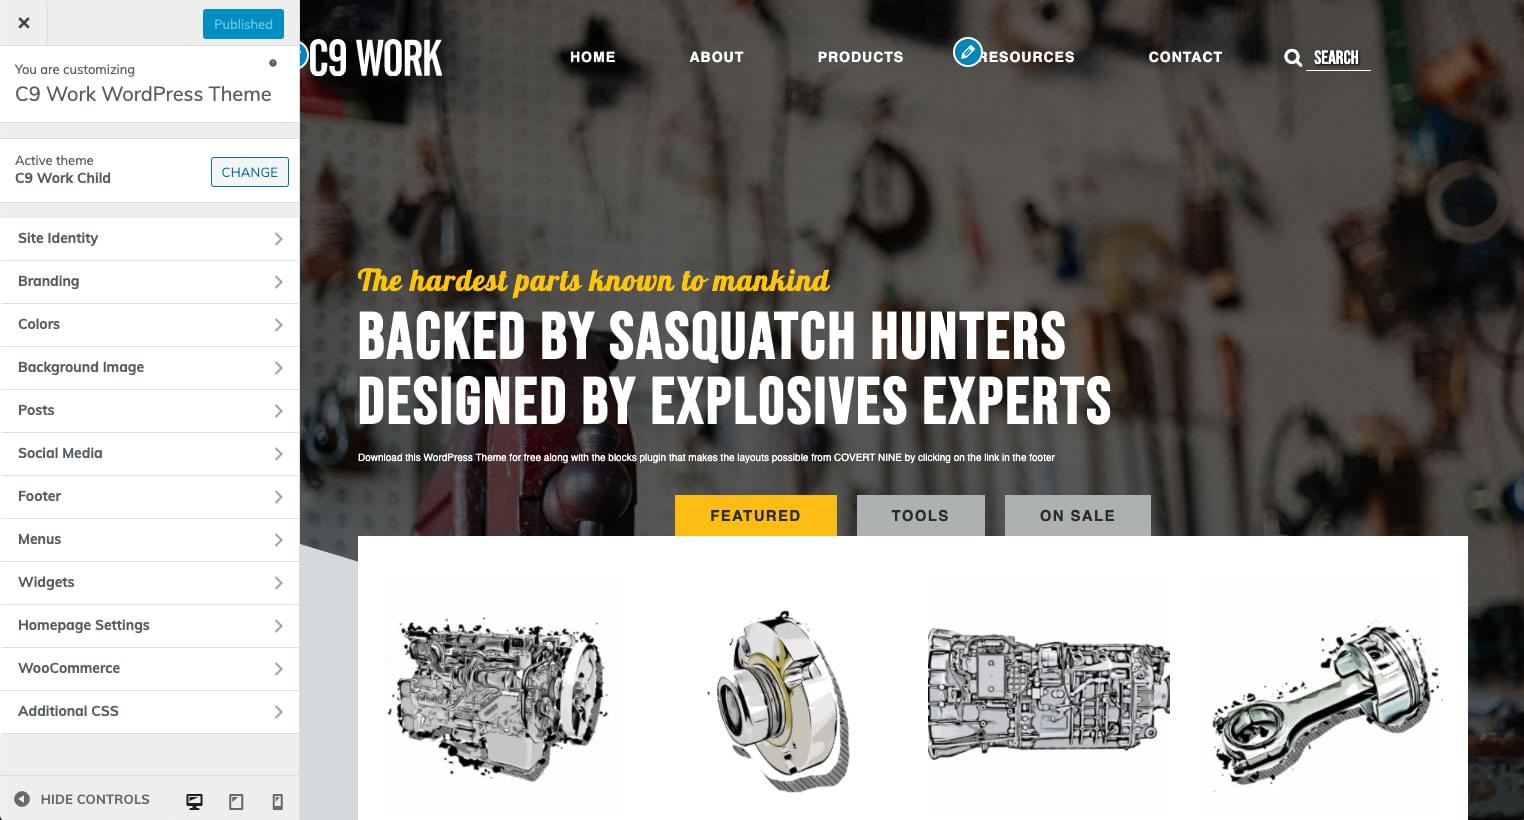 Published
You are customizing
C9 Work WordPress Theme
Active theme
C9 Work Child
CHANGE
Site Identity
Branding
Colors
Background Image
Posts
Social Media
Footer
Menus
Widgets
Homepage Settings
WooCommerce
Additional CSS
HIDE CONTROLS
C9 WORK
HOME ABOUT PRODUCTS RESOURCES CONTACT SEARCH
The hardest parts known to mankind
BACKED BY SASQUATCH HUNTERS
DESIGNED BY EXPLOSIVES EXPERTS
Download this WordPress Theme for free along with the blocks plugin that makes the layouts possible from COVERT NINE by clicking on the link in the footer
FEATURED TOOLS ON SALE